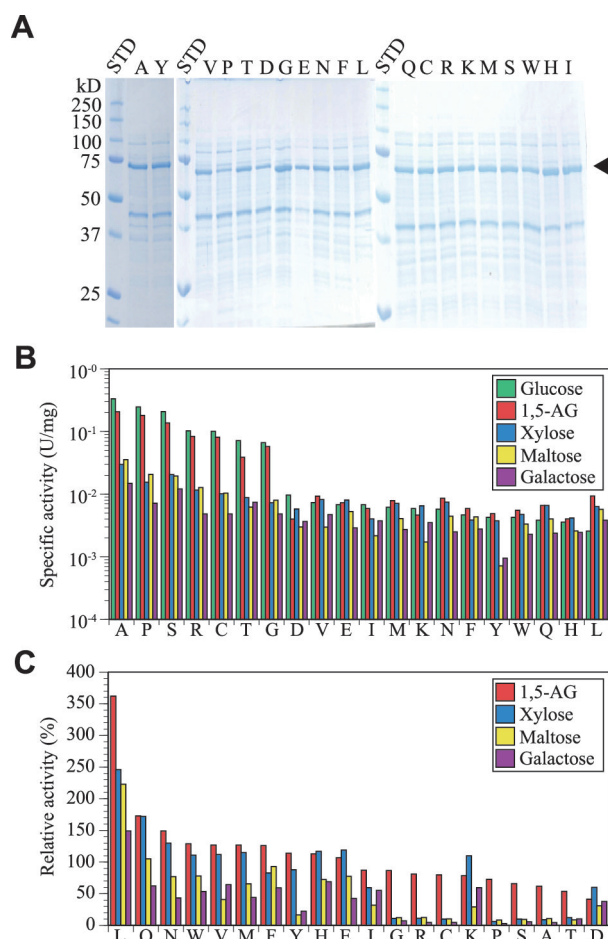 A
STD A Y STD V P T D G E N F L STD Q C R K M S W H I
kD
250
150
100
75
50
37
25
B
Specific activity (U/mg)
10⁻⁰
10⁻¹
10⁻²
10⁻³
10⁻⁴
Glucose
1,5-AG
Xylose
Maltose
Galactose
A P S R C T G D V E I M K N F Y W Q H L
C
Relative activity (%)
400
350
300
250
200
150
100
50
0
1,5-AG
Xylose
Maltose
Galactose
L Q N W V M F Y H E I G R C K P S A T D